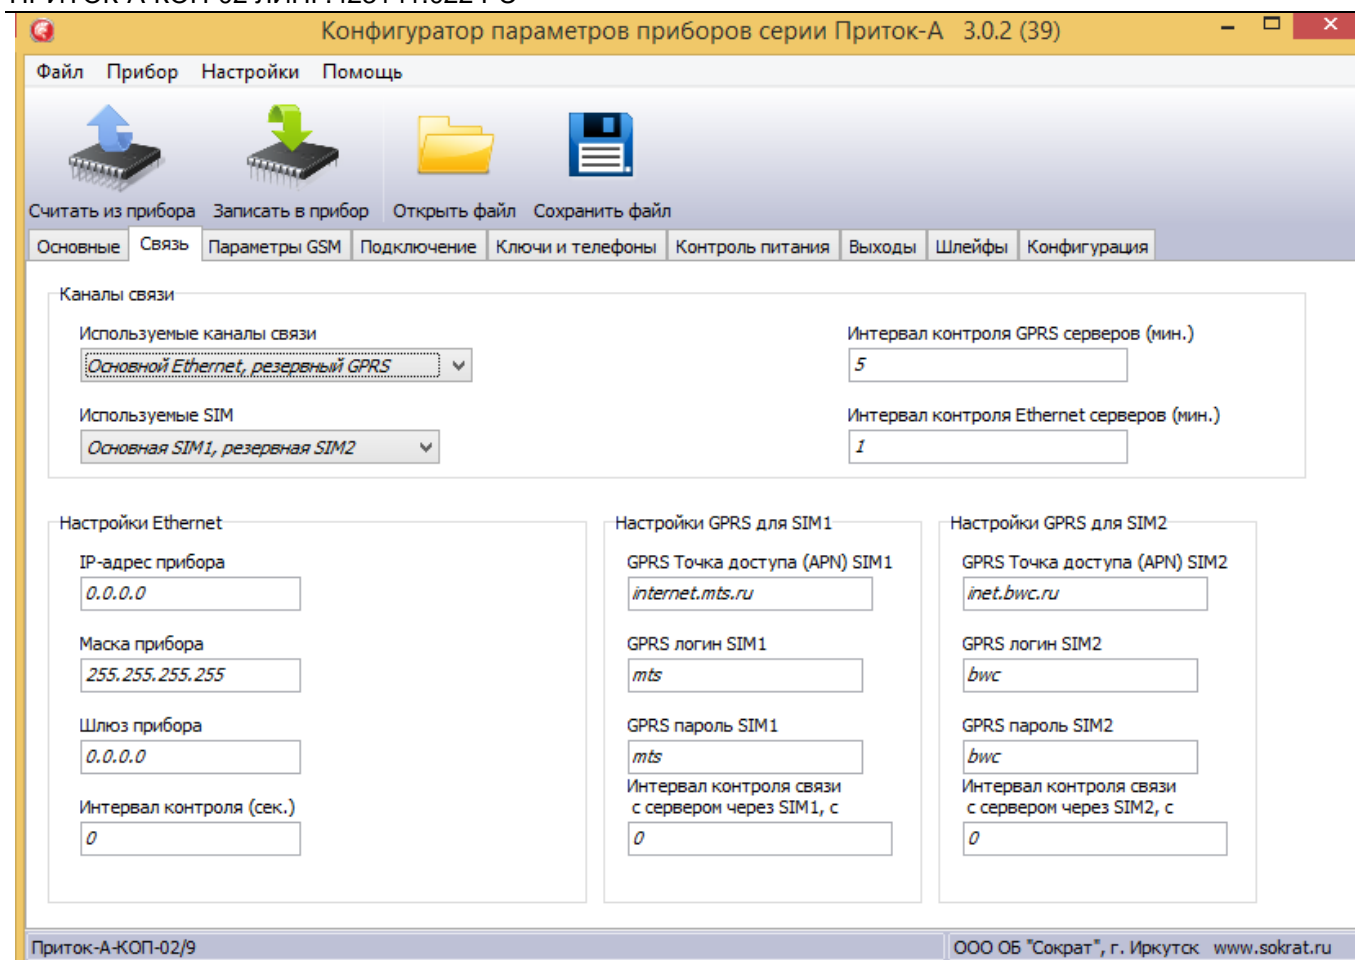 Конфигуратор параметров приборов серии Приток-А 3.0.2 (39)
Файл Прибор Настройки Помощь
Считать из прибора Записать в прибор Открыть файл Сохранить файл
Основные Связь Параметры GSM Подключение Ключи и телефоны Контроль питания Выходы Шлейфы Конфигурация
Каналы связи
Используемые каналы связи
Основной Ethernet, резервный GPRS
Используемые SIM
Основная SIM1, резервная SIM2
Интервал контроля GPRS серверов (мин.)
5
Интервал контроля Ethernet серверов (мин.)
1
Настройки Ethernet
IP-адрес прибора
0.0.0.0
Маска прибора
255.255.255.255
Шлюз прибора
0.0.0.0
Интервал контроля (сек.)
0
Настройки GPRS для SIM1
GPRS Точка доступа (APN) SIM1
internet.mts.ru
GPRS логин SIM1
mts
GPRS пароль SIM1
mts
Интервал контроля связи
с сервером через SIM1, с
0
Настройки GPRS для SIM2
GPRS Точка доступа (APN) SIM2
inet.bwc.ru
GPRS логин SIM2
bwc
GPRS пароль SIM2
bwc
Интервал контроля связи
с сервером через SIM2, с
0
Приток-А-КОП-02/9
ООО ОБ "Сократ", г. Иркутск www.sokrat.ru